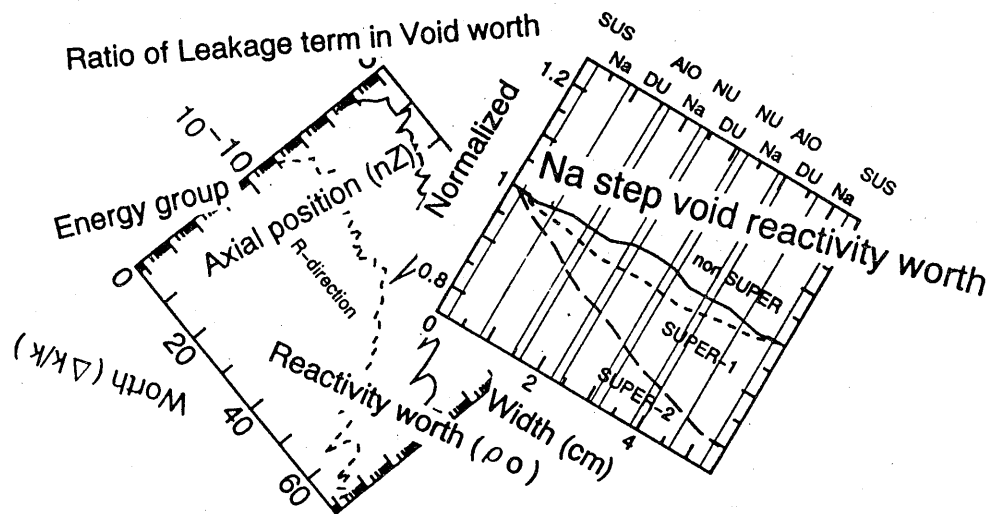 Ratio of Leakage term in Void worth
SUS
Na
DU
AlO
NU
Na
DU
NU
AlO
Na
DU
Na
SUS
1.2
1
0.8
Normalized
Na step void reactivity worth
non SUPER
SUPER-1
SUPER-2
0
2
4
Width (cm)
10-10
Energy group
Axial position (nZ)
R-direction
0
20
40
60
Worth (Δk/k)
Reactivity worth (ρo)